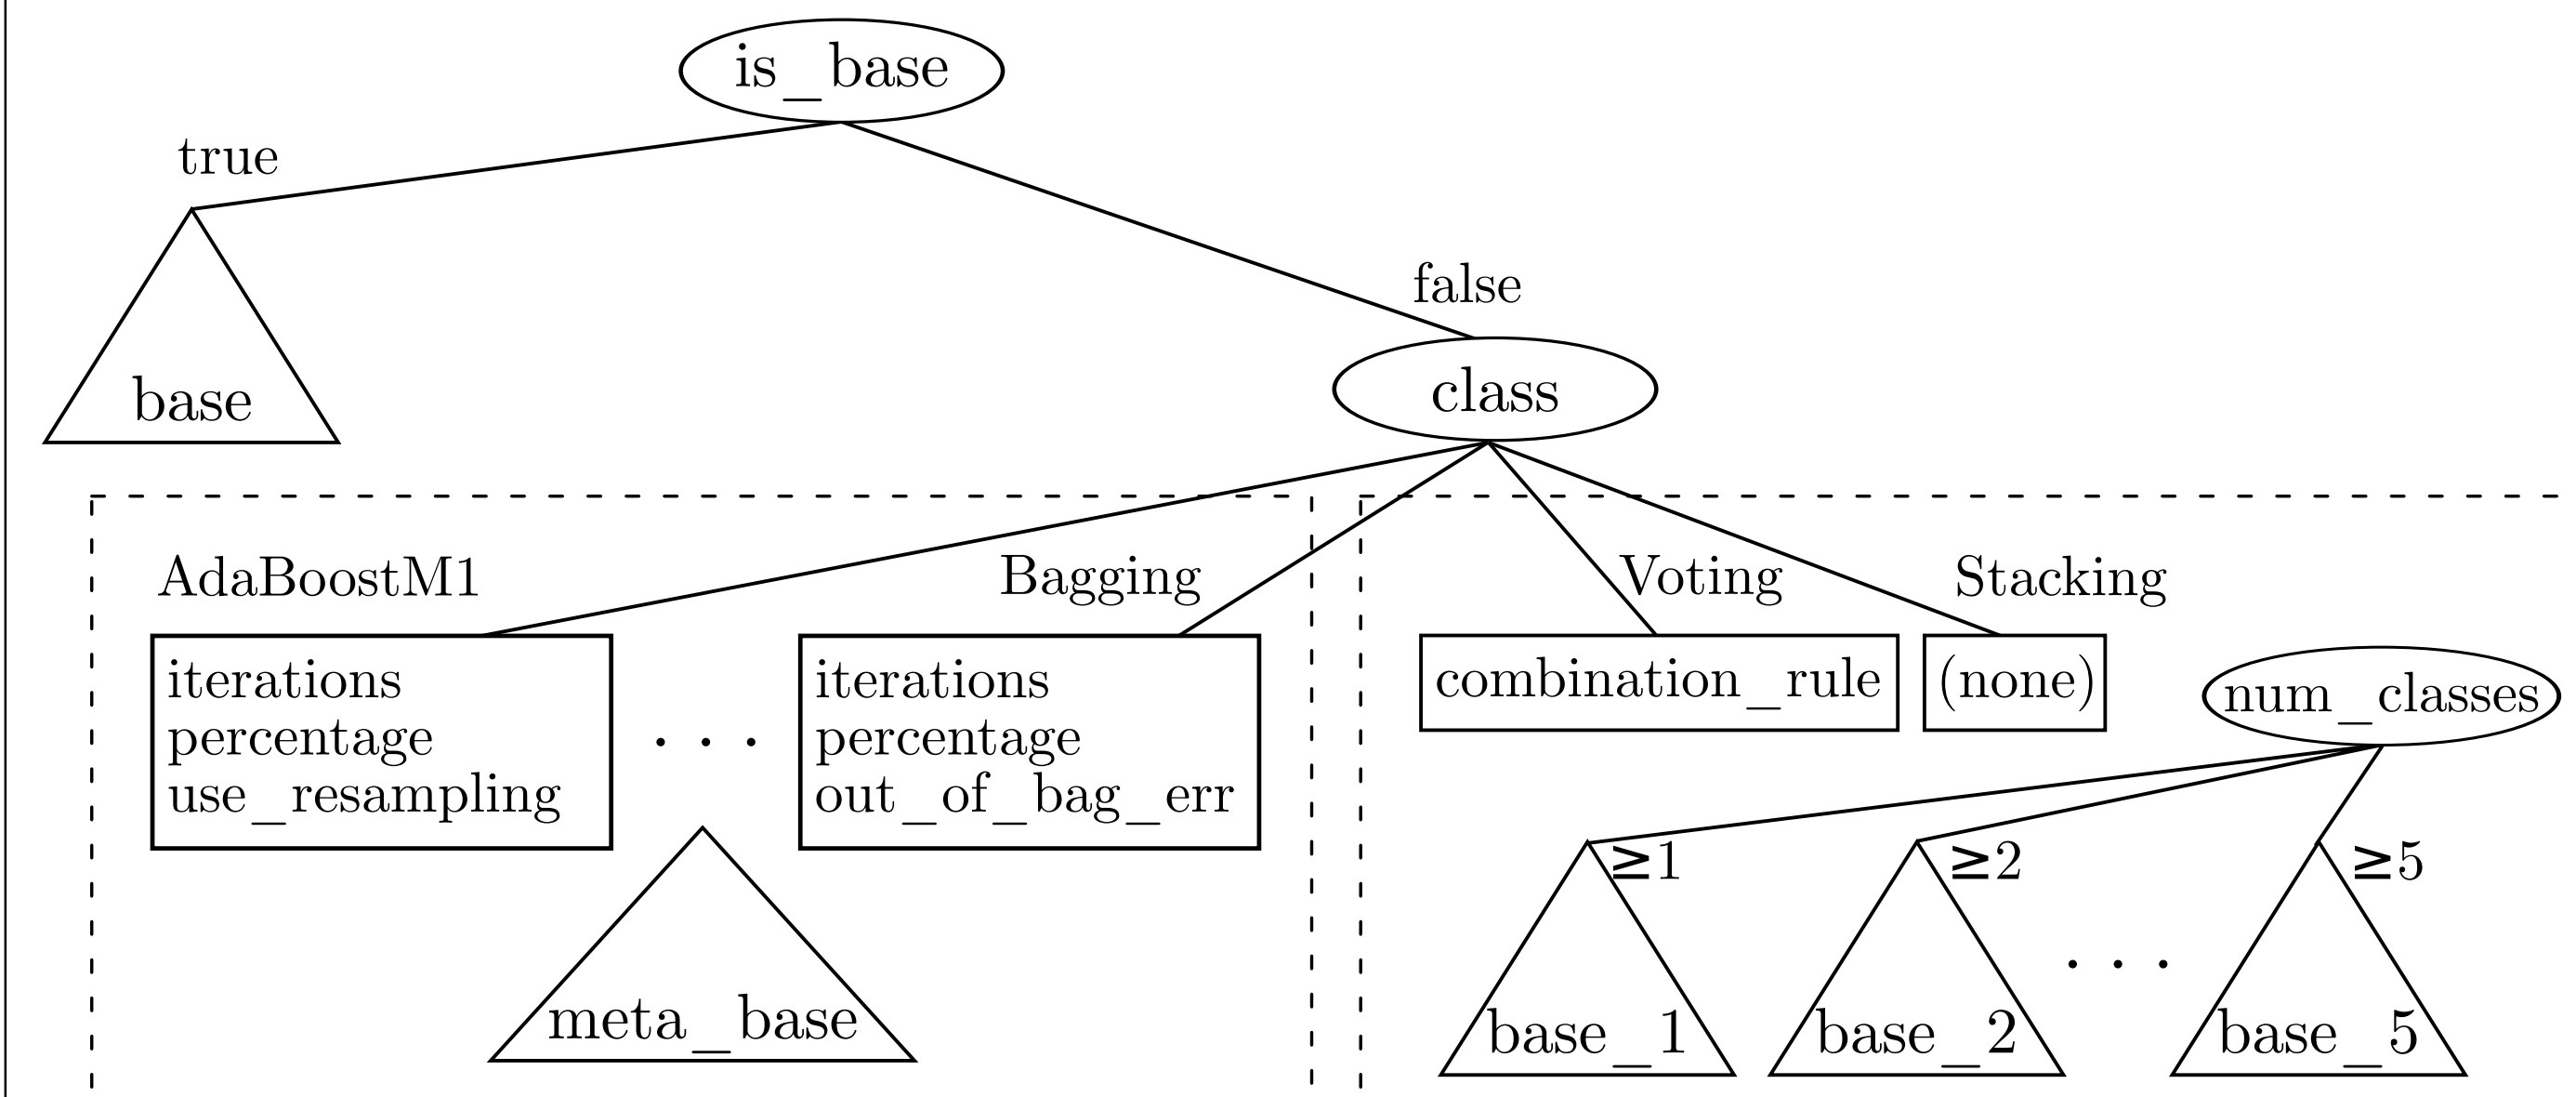 is_base
true
false
base
class
AdaBoostM1
Bagging
Voting
Stacking
iterations
percentage
use_resampling
. . .
iterations
percentage
out_of_bag_err
combination_rule
(none)
num_classes
meta_base
≥1
≥2
≥5
base_1
base_2
. . .
base_5